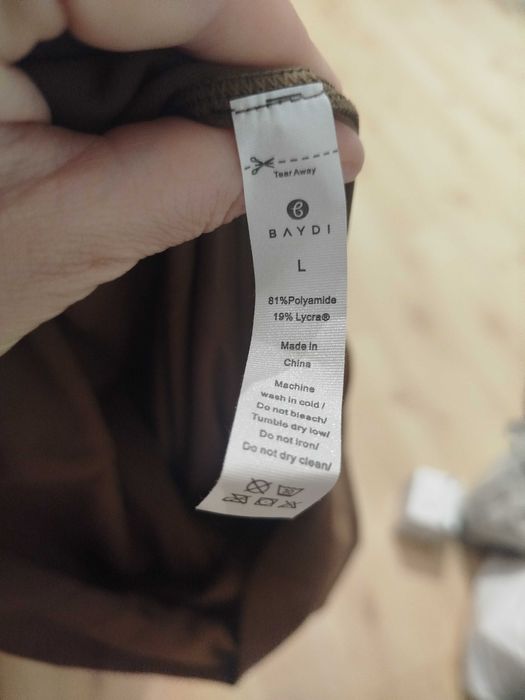 Tear Away
BAYDI
L
81%Polyamide
19% Lycra®
Made in
China
Machine
wash in cold/
Do not bleach/
Tumble dry low/
Do not iron/
Do not dry clean/